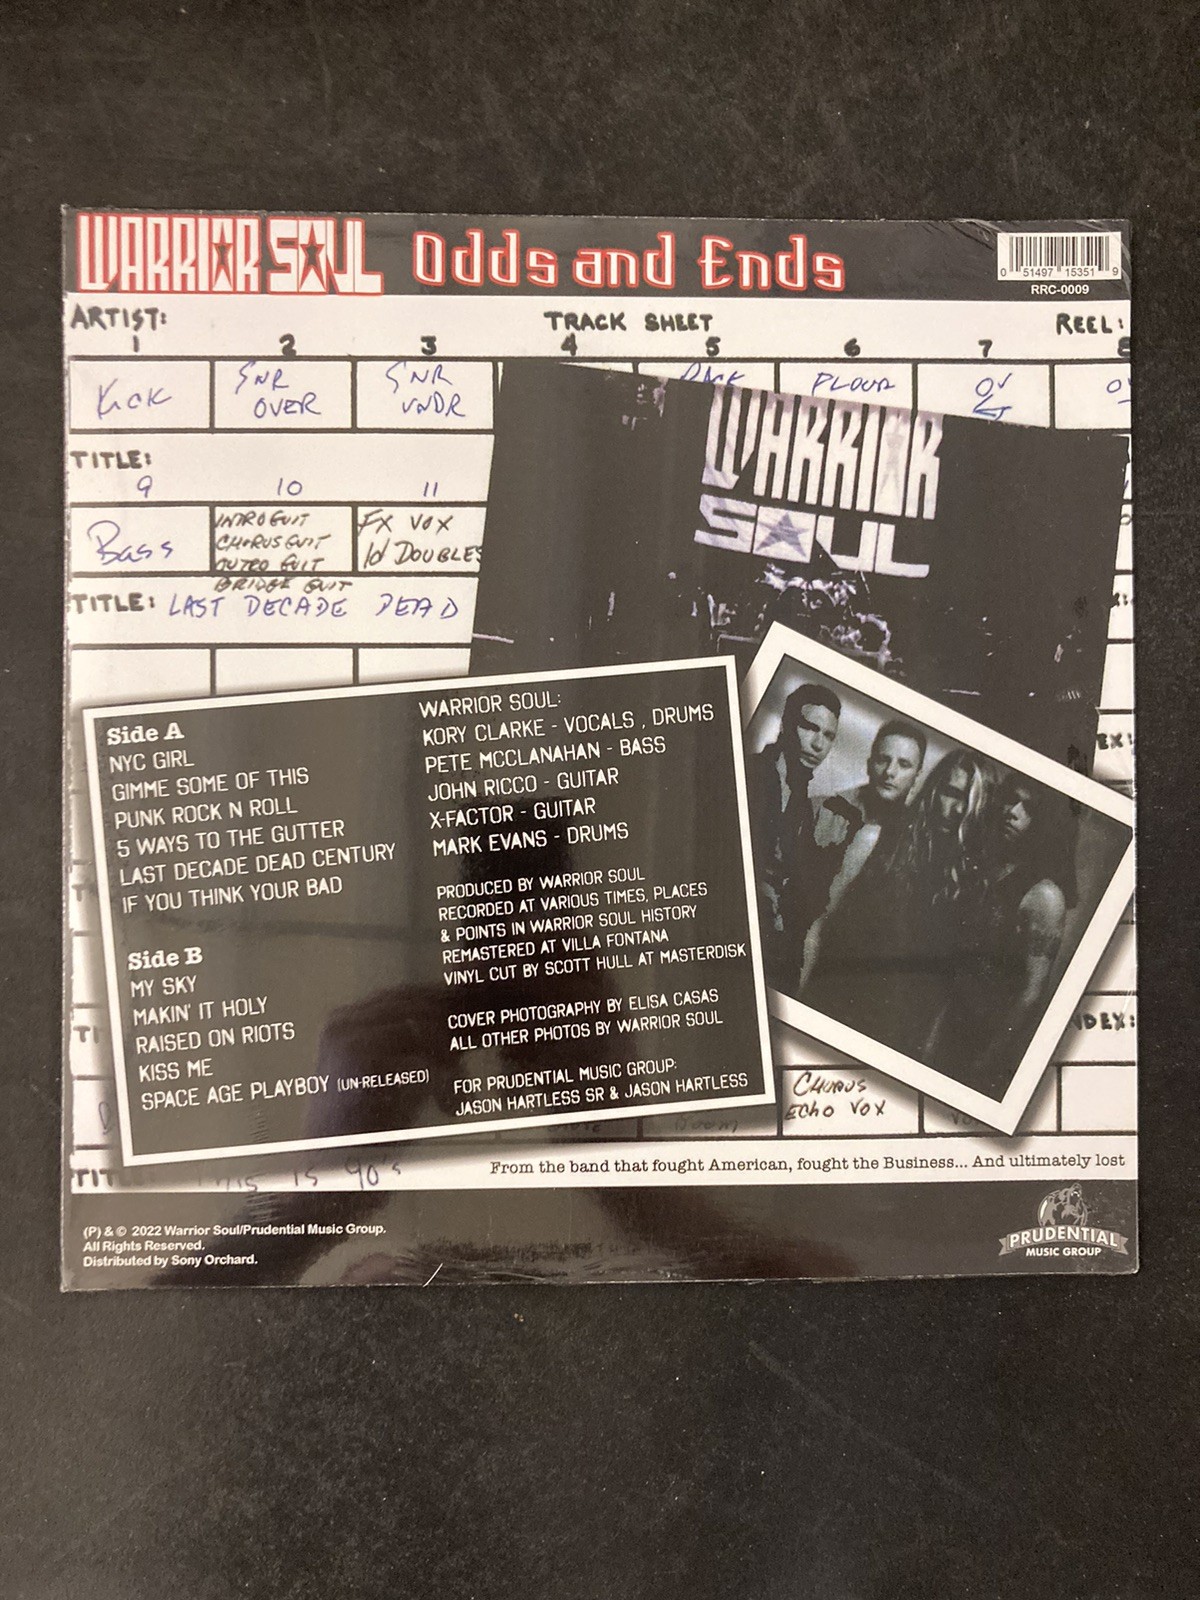 WARRIOR SOUL Odds and Ends
0 51497 15351 9
RRC-0009
ARTIST: TRACK SHEET REEL:
1 2 3 4 5 6 7 8
KICK SNR OVER SNR UNDR FLOUR
TITLE:
9 10 11
Bass
INTRO GUIT
CHORUS GUIT
OUTRO GUIT
BRIDGE GUIT
FX VOX
DOUBLES
TITLE: LAST DECADE DEAD
WARRIOR
SOUL
Side A
NYC GIRL
GIMME SOME OF THIS
PUNK ROCK N ROLL
5 WAYS TO THE GUTTER
LAST DECADE DEAD CENTURY
IF YOU THINK YOUR BAD
Side B
MY SKY
MAKIN' IT HOLY
RAISED ON RIOTS
KISS ME
SPACE AGE PLAYBOY (UN-RELEASED)
WARRIOR SOUL:
KORY CLARKE - VOCALS , DRUMS
PETE MCCLANAHAN - BASS
JOHN RICCO - GUITAR
X-FACTOR - GUITAR
MARK EVANS - DRUMS
PRODUCED BY WARRIOR SOUL
RECORDED AT VARIOUS TIMES, PLACES
& POINTS IN WARRIOR SOUL HISTORY
REMASTERED AT VILLA FONTANA
VINYL CUT BY SCOTT HULL AT MASTERDISK
COVER PHOTOGRAPHY BY ELISA CASAS
ALL OTHER PHOTOS BY WARRIOR SOUL
FOR PRUDENTIAL MUSIC GROUP:
JASON HARTLESS SR & JASON HARTLESS
CHORUS
ECHO VOX
IS 90's
From the band that fought American, fought the Business... And ultimately lost
(P) & © 2022 Warrior Soul/Prudential Music Group.
All Rights Reserved.
Distributed by Sony Orchard.
PRUDENTIAL
MUSIC GROUP